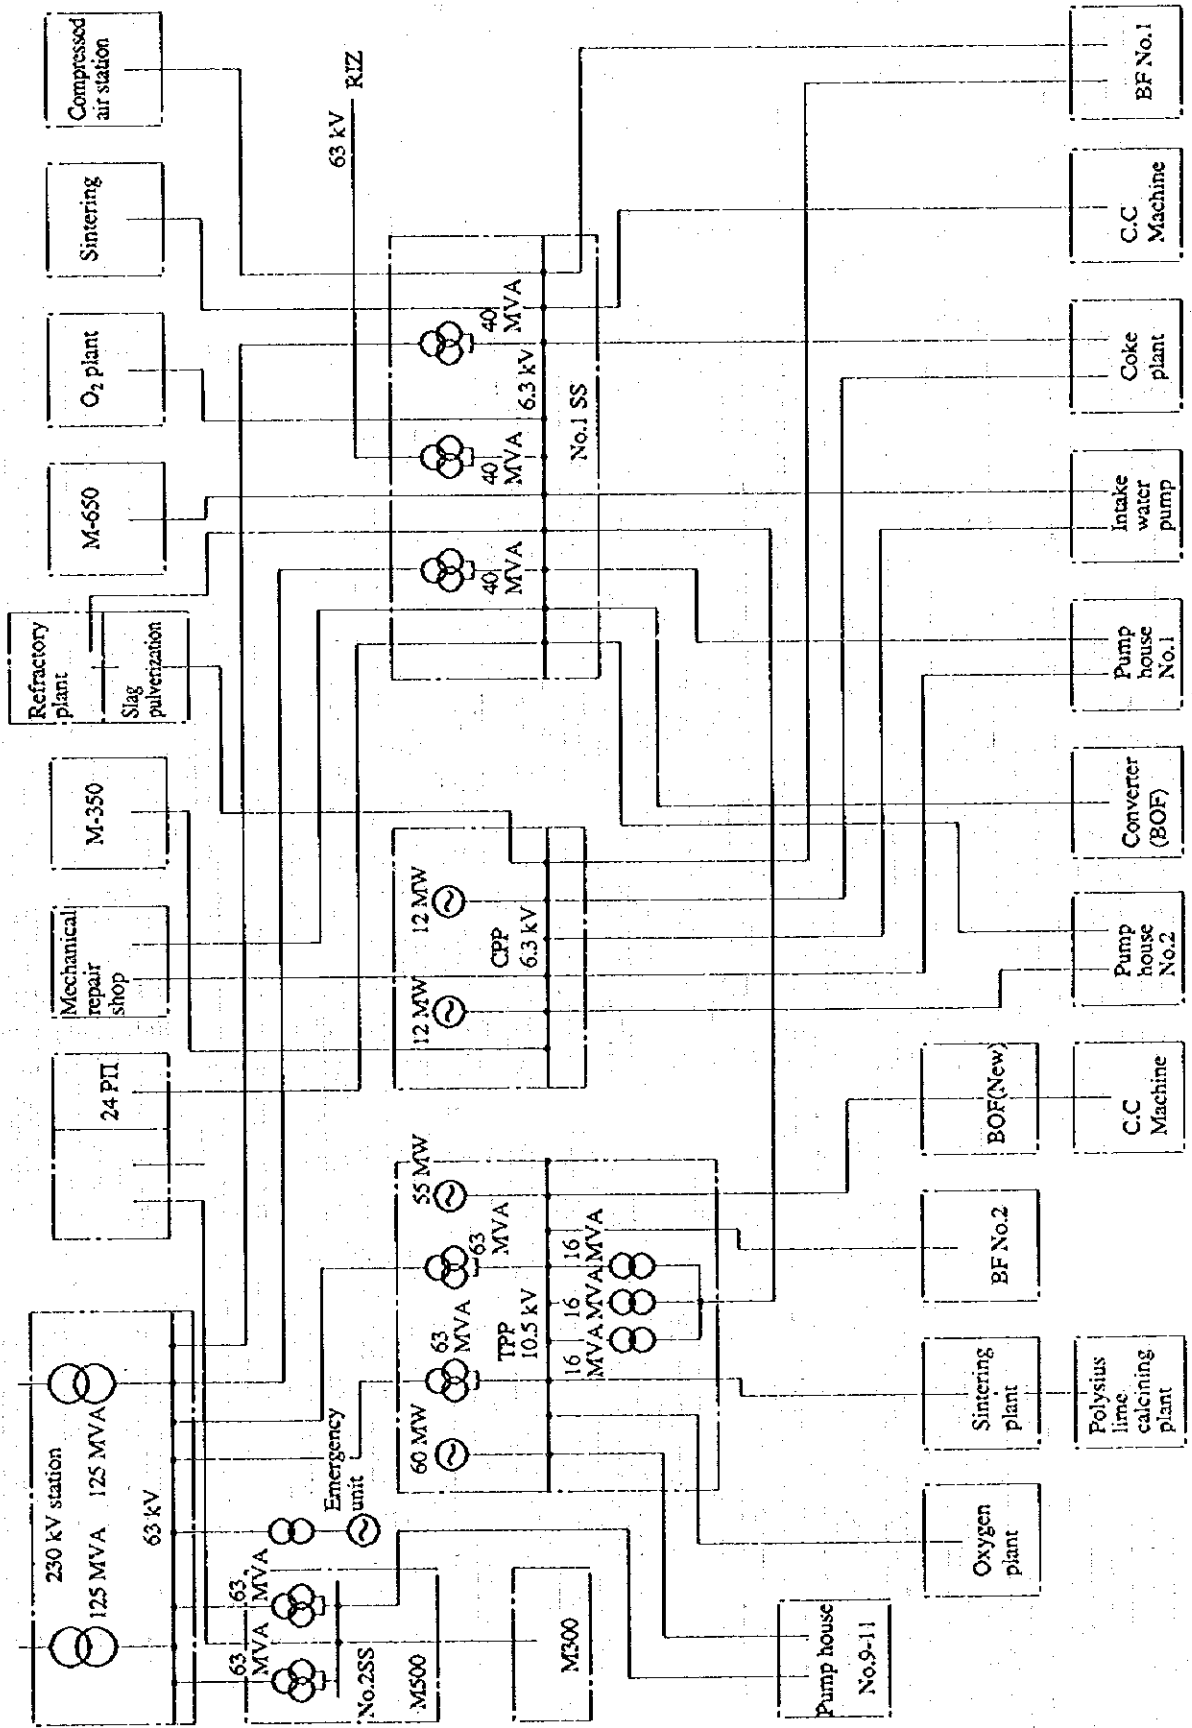 230 kV station
125 MVA
125 MVA
63 kV
24 РП
Mechanical
repair
shop
M-350
Refractory
plant
Slag
pulverization
M-650
O₂ plant
Sintering
Compressed
air station
63
MVA
63
MVA
No.2SS
M500
Emergency
unit
60 MW
63
MVA
63
MVA
55 MW
TPP
10.5 kV
16
MVA
16
MVA
16
MVA
12 MW
12 MW
CPP
6.3 kV
40
MVA
40
MVA
40
MVA
6.3 kV
No.1 SS
63 kV
RIZ
M300
Pump house
No.9-11
Oxygen
plant
Sintering
plant
Polysius
lime
calcining
plant
BF No.2
BOF(New)
C.C
Machine
Pump
house
No.2
Converter
(BOF)
Pump
house
No.1
Intake
water
pump
Coke
plant
C.C
Machine
BF No.1